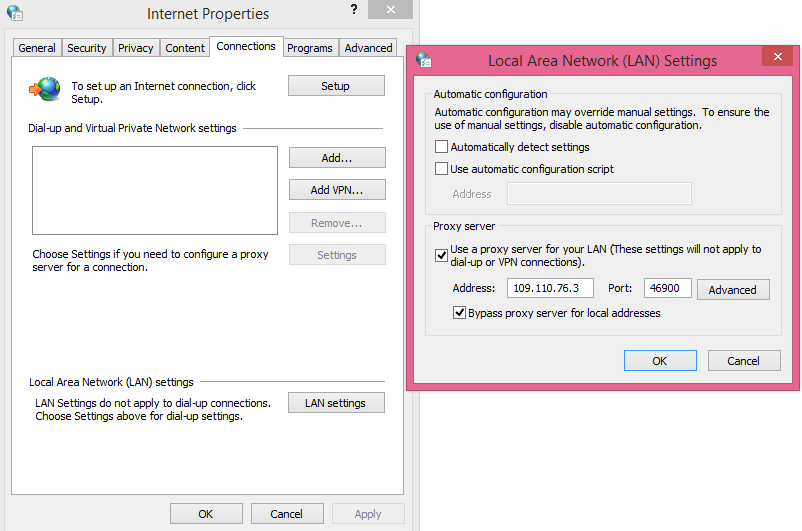 Internet Properties
?
General
Security
Privacy
Content
Connections
Programs
Advanced
To set up an Internet connection, click
Setup.
Setup
Dial-up and Virtual Private Network settings
Add...
Add VPN...
Remove...
Choose Settings if you need to configure a proxy
server for a connection.
Settings
Local Area Network (LAN) settings
LAN Settings do not apply to dial-up connections.
Choose Settings above for dial-up settings.
LAN settings
OK
Cancel
Apply
Local Area Network (LAN) Settings
Automatic configuration
Automatic configuration may override manual settings. To ensure the
use of manual settings, disable automatic configuration.
Automatically detect settings
Use automatic configuration script
Address
Proxy server
Use a proxy server for your LAN (These settings will not apply to
dial-up or VPN connections).
Address:
109.110.76.3
Port:
46900
Advanced
Bypass proxy server for local addresses
OK
Cancel